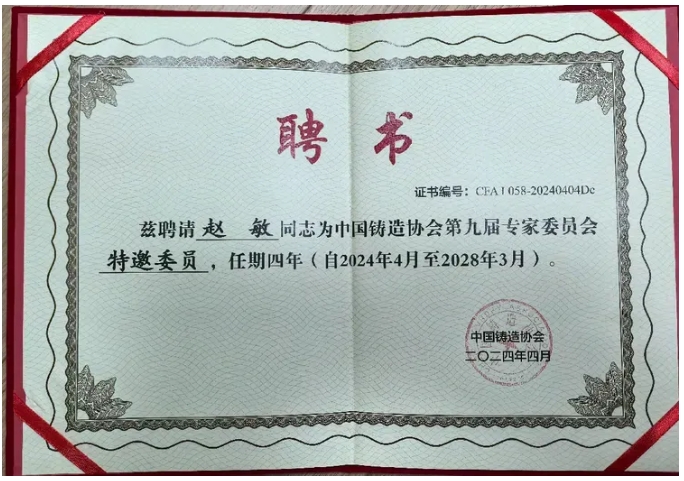 聘书
证书编号：CFA J 058-20240404De
兹聘请 赵 敏 同志为中国铸造协会第九届专家委员会
特邀委员，任期四年（自2024年4月至2028年3月）。
中国铸造协会
二〇二四年四月